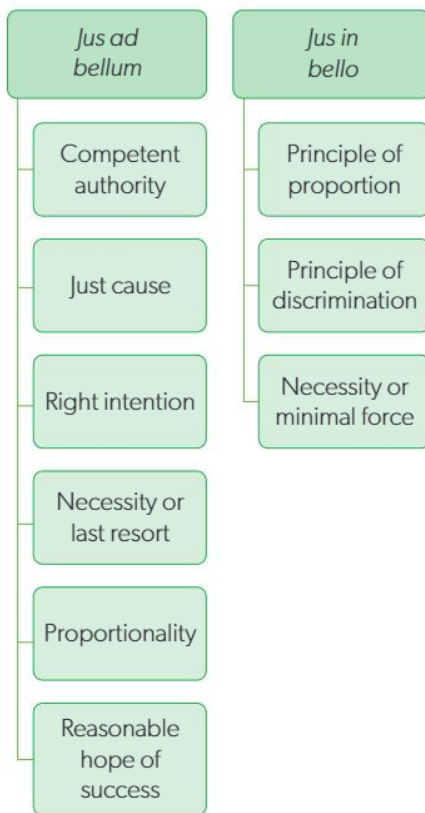 Jus ad
bellum
Competent
authority
Just cause
Right intention
Necessity or
last resort
Proportionality
Reasonable
hope of
success
Jus in
bello
Principle of
proportion
Principle of
discrimination
Necessity or
minimal force